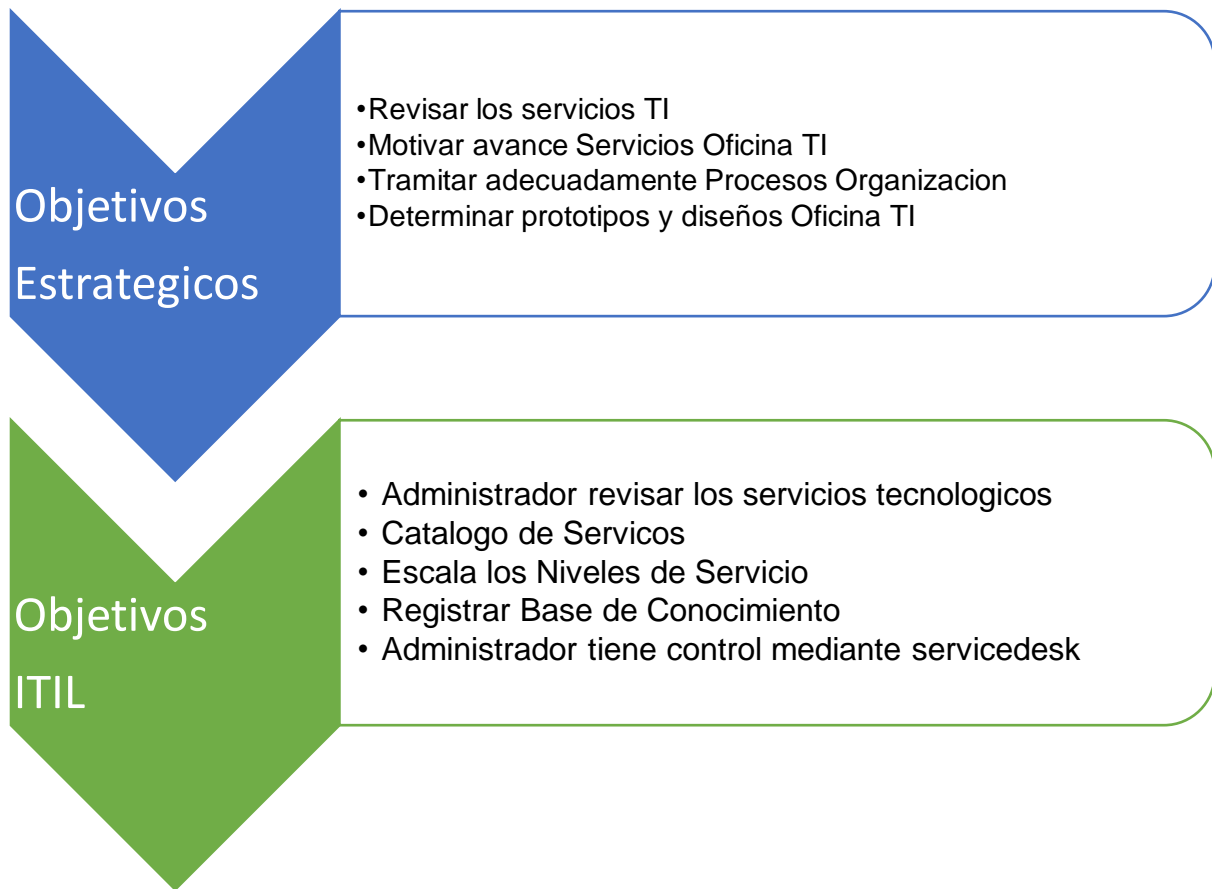 Objetivos
Estrategicos
•Revisar los servicios TI
•Motivar avance Servicios Oficina TI
•Tramitar adecuadamente Procesos Organizacion
•Determinar prototipos y diseños Oficina TI
Objetivos
ITIL
• Administrador revisar los servicios tecnologicos
• Catalogo de Servicos
• Escala los Niveles de Servicio
• Registrar Base de Conocimiento
• Administrador tiene control mediante servicedesk